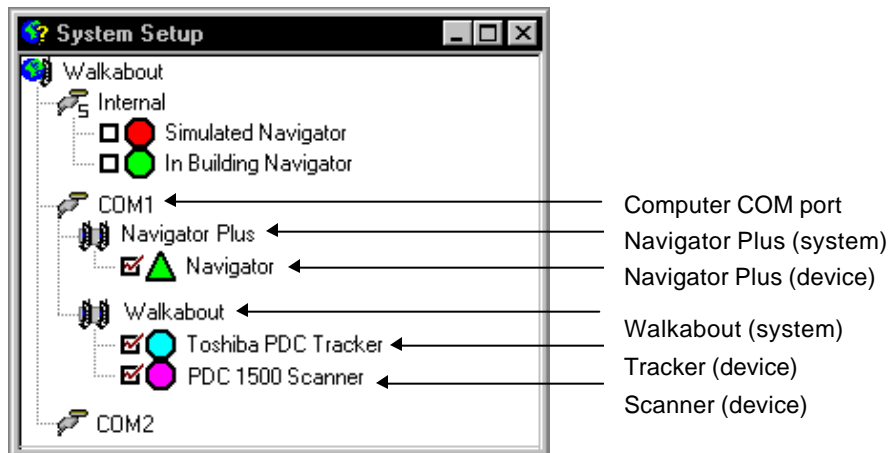 System Setup
Walkabout
Internal
Simulated Navigator
In Building Navigator
COM1
Navigator Plus
Navigator
Walkabout
Toshiba PDC Tracker
PDC 1500 Scanner
COM2
Computer COM port
Navigator Plus (system)
Navigator Plus (device)
Walkabout (system)
Tracker (device)
Scanner (device)